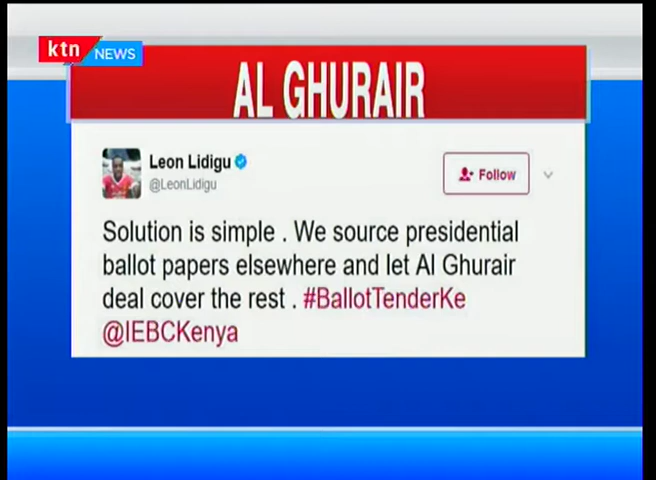 ktn NEWS
AL GHURAIR
Leon Lidigu
@LeonLidigu
Follow
Solution is simple . We source presidential
ballot papers elsewhere and let Al Ghurair
deal cover the rest . #BallotTenderKe
@IEBCKenya